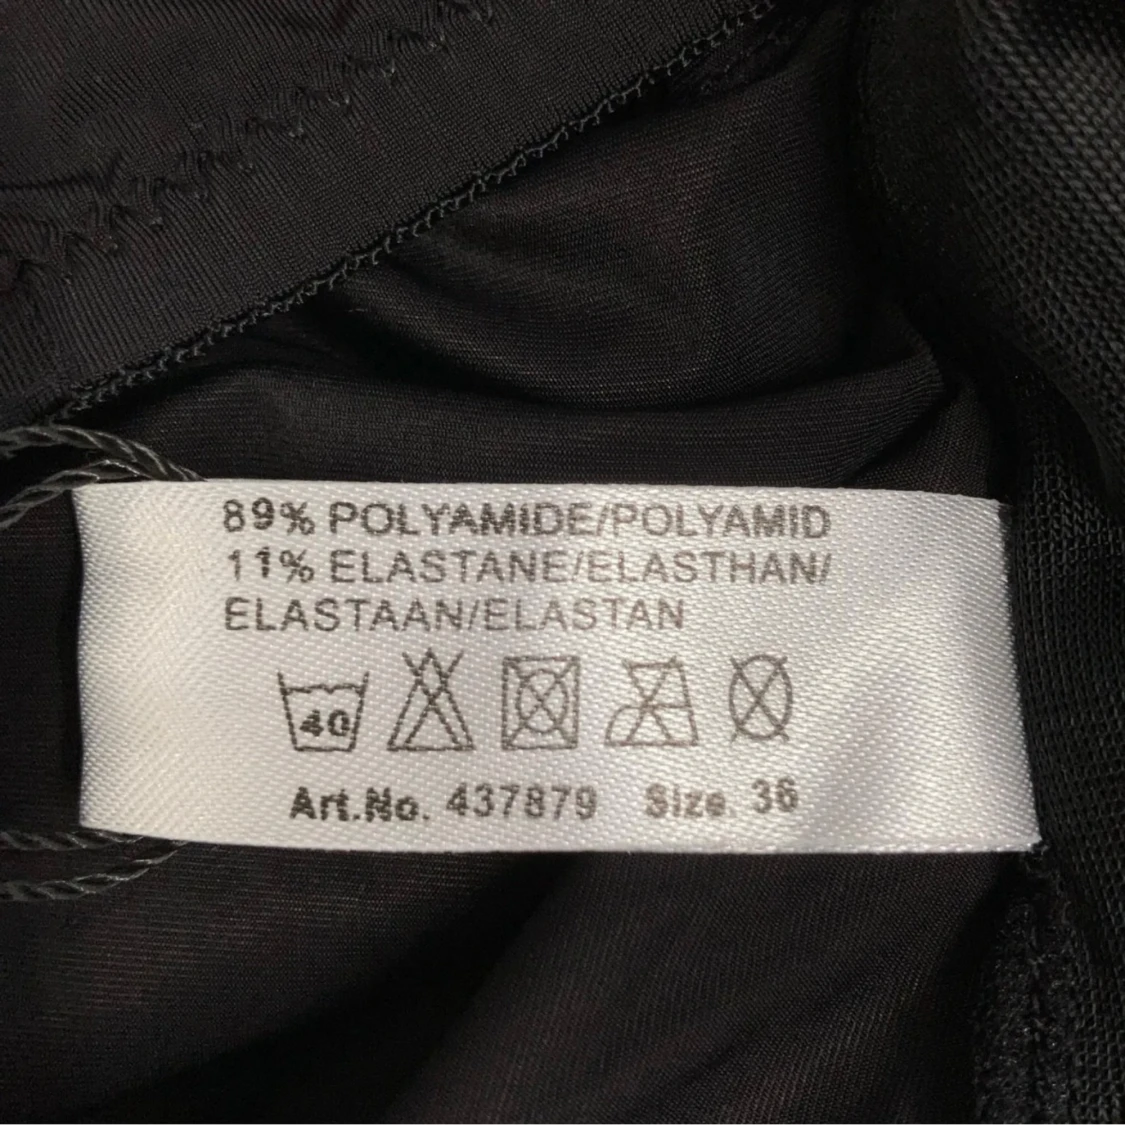 89% POLYAMIDE/POLYAMID
11% ELASTANE/ELASTHAN/
ELASTAAN/ELASTAN
40
Art.No. 437879 Size. 36